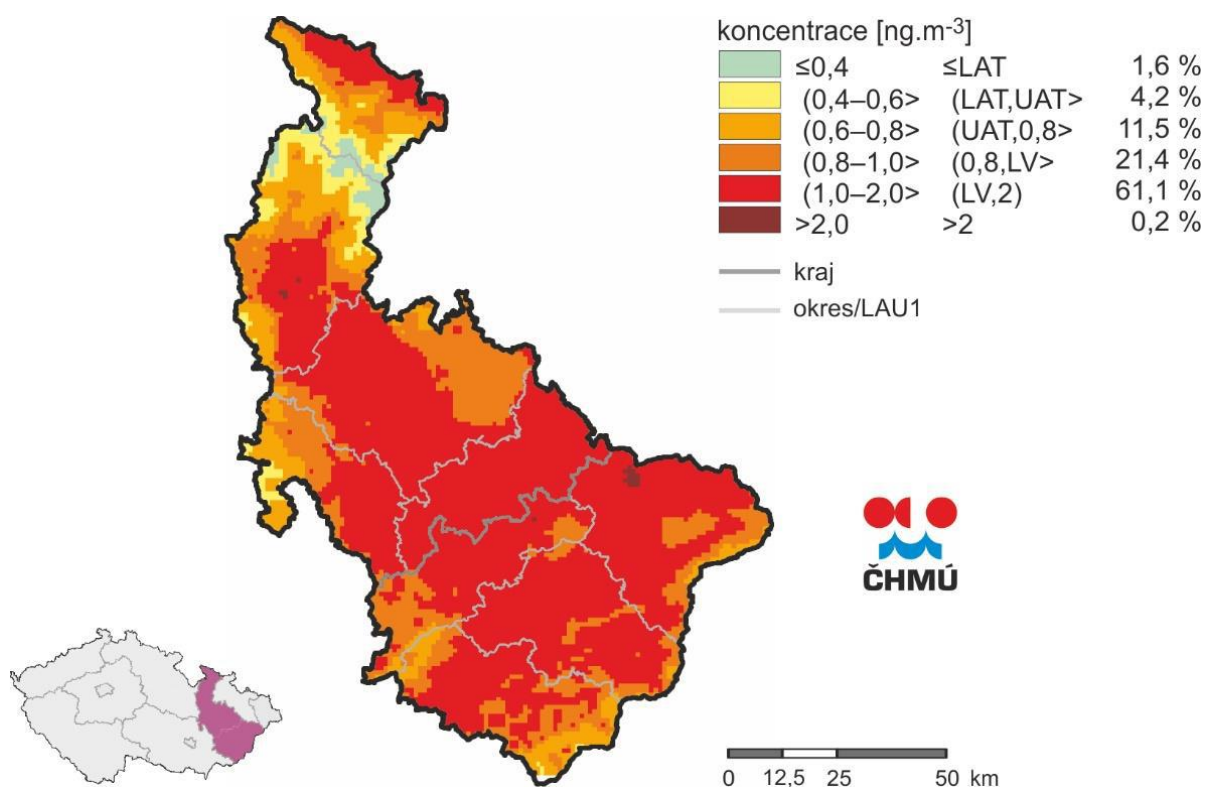 koncentrace [ng.m-3]
≤0,4 ≤LAT 1,6 %
(0,4–0,6> (LAT,UAT> 4,2 %
(0,6–0,8> (UAT,0,8> 11,5 %
(0,8–1,0> (0,8,LV> 21,4 %
(1,0–2,0> (LV,2) 61,1 %
>2,0 >2 0,2 %
kraj
okres/LAU1
ČHMÚ
0 12,5 25 50 km